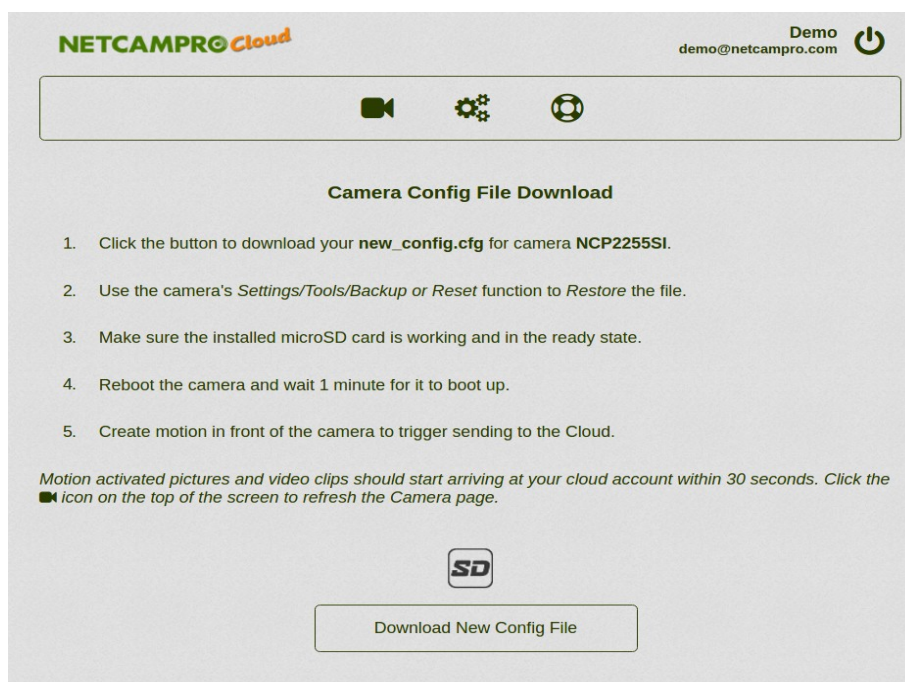 NETCAMPRO Cloud
Demo
demo@netcampro.com
Camera Config File Download
1. Click the button to download your new_config.cfg for camera NCP2255SI.
2. Use the camera's Settings/Tools/Backup or Reset function to Restore the file.
3. Make sure the installed microSD card is working and in the ready state.
4. Reboot the camera and wait 1 minute for it to boot up.
5. Create motion in front of the camera to trigger sending to the Cloud.
Motion activated pictures and video clips should start arriving at your cloud account within 30 seconds. Click the
icon on the top of the screen to refresh the Camera page.
SD
Download New Config File